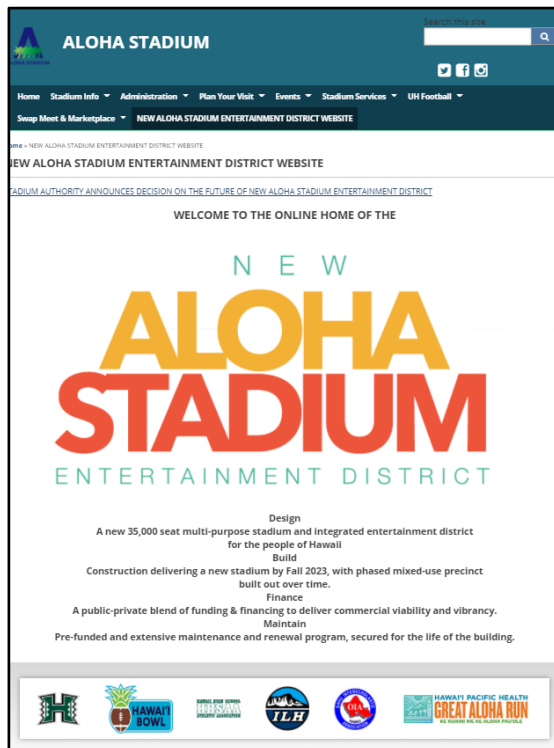 Search this site
ALOHA STADIUM
ALOHA STADIUM
Home Stadium Info Administration Plan Your Visit Events Stadium Services UH Football
Swap Meet & Marketplace NEW ALOHA STADIUM ENTERTAINMENT DISTRICT WEBSITE
ome » NEW ALOHA STADIUM ENTERTAINMENT DISTRICT WEBSITE
NEW ALOHA STADIUM ENTERTAINMENT DISTRICT WEBSITE
TADIUM AUTHORITY ANNOUNCES DECISION ON THE FUTURE OF NEW ALOHA STADIUM ENTERTAINMENT DISTRICT
WELCOME TO THE ONLINE HOME OF THE
NEW
ALOHA
STADIUM
ENTERTAINMENT DISTRICT
Design
A new 35,000 seat multi-purpose stadium and integrated entertainment district
for the people of Hawaii
Build
Construction delivering a new stadium by Fall 2023, with phased mixed-use precinct
built out over time.
Finance
A public-private blend of funding & financing to deliver commercial viability and vibrancy.
Maintain
Pre-funded and extensive maintenance and renewal program, secured for the life of the building.
H
HAWAI'I
BOWL
HAWAII HIGH SCHOOL
HHSAA
ATHLETIC ASSOCIATION
ILH
OIA
HAWAI'I PACIFIC HEALTH
GREAT ALOHA RUN